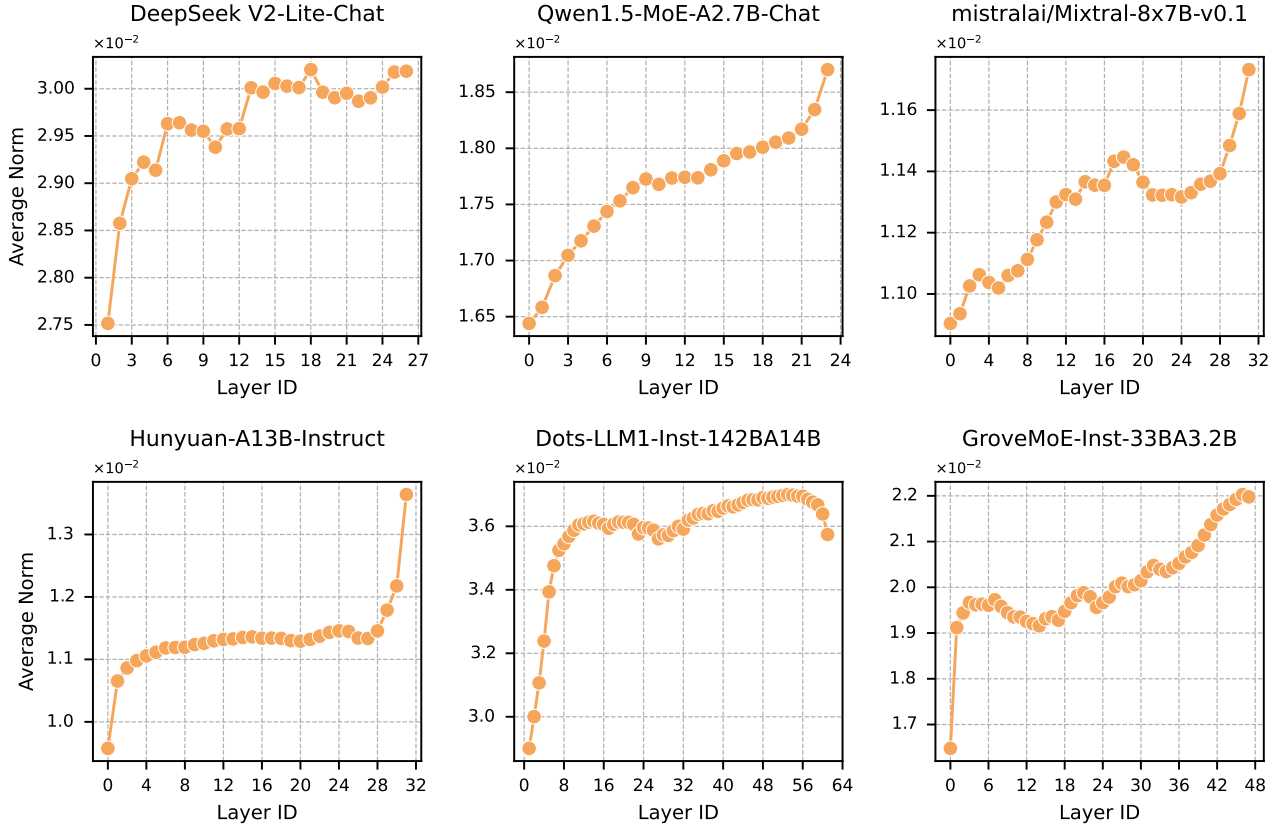 DeepSeek V2-Lite-Chat
×10⁻²
3.00
2.95
2.90
2.85
2.80
2.75
Average Norm
0 3 6 9 12 15 18 21 24 27
Layer ID
Qwen1.5-MoE-A2.7B-Chat
×10⁻²
1.85
1.80
1.75
1.70
1.65
0 3 6 9 12 15 18 21 24
Layer ID
mistralai/Mixtral-8x7B-v0.1
×10⁻²
1.16
1.14
1.12
1.10
0 4 8 12 16 20 24 28 32
Layer ID
Hunyuan-A13B-Instruct
×10⁻²
1.3
1.2
1.1
1.0
Average Norm
0 4 8 12 16 20 24 28 32
Layer ID
Dots-LLM1-Inst-142BA14B
×10⁻²
3.6
3.4
3.2
3.0
0 8 16 24 32 40 48 56 64
Layer ID
GroveMoE-Inst-33BA3.2B
×10⁻²
2.2
2.1
2.0
1.9
1.8
1.7
0 6 12 18 24 30 36 42 48
Layer ID